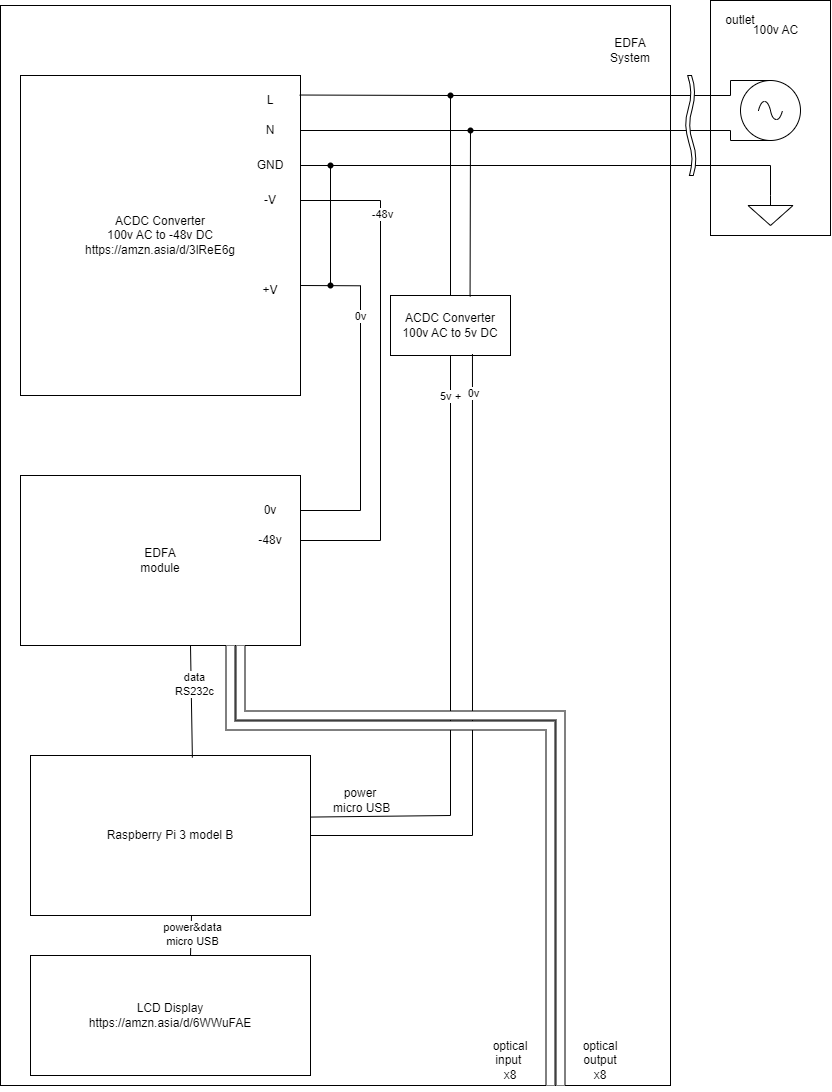 outlet
100v AC
EDFA
System
L
N
GND
-V
-48v
ACDC Converter
100v AC to -48v DC
https://amzn.asia/d/3lReE6g
+V
0v
ACDC Converter
100v AC to 5v DC
5v +
0v
0v
-48v
EDFA
module
data
RS232c
power
micro USB
Raspberry Pi 3 model B
power&data
micro USB
LCD Display
https://amzn.asia/d/6WWuFAE
optical
input
x8
optical
output
x8